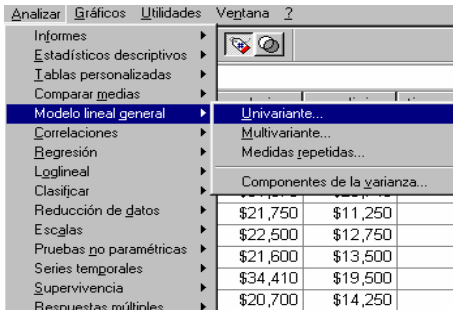 Analizar Gráficos Utilidades Ventana ?
Informes
Estadísticos descriptivos
Tablas personalizadas
Comparar medias
Modelo lineal general
Correlaciones
Regresión
Loglineal
Clasificar
Reducción de datos
Escalas
Pruebas no paramétricas
Series temporales
Supervivencia
Respuestas múltiples
Univariante...
Multivariante...
Medidas repetidas...
Componentes de la varianza...
$21,750 $11,250
$22,500 $12,750
$21,600 $13,500
$34,410 $19,500
$20,700 $14,250